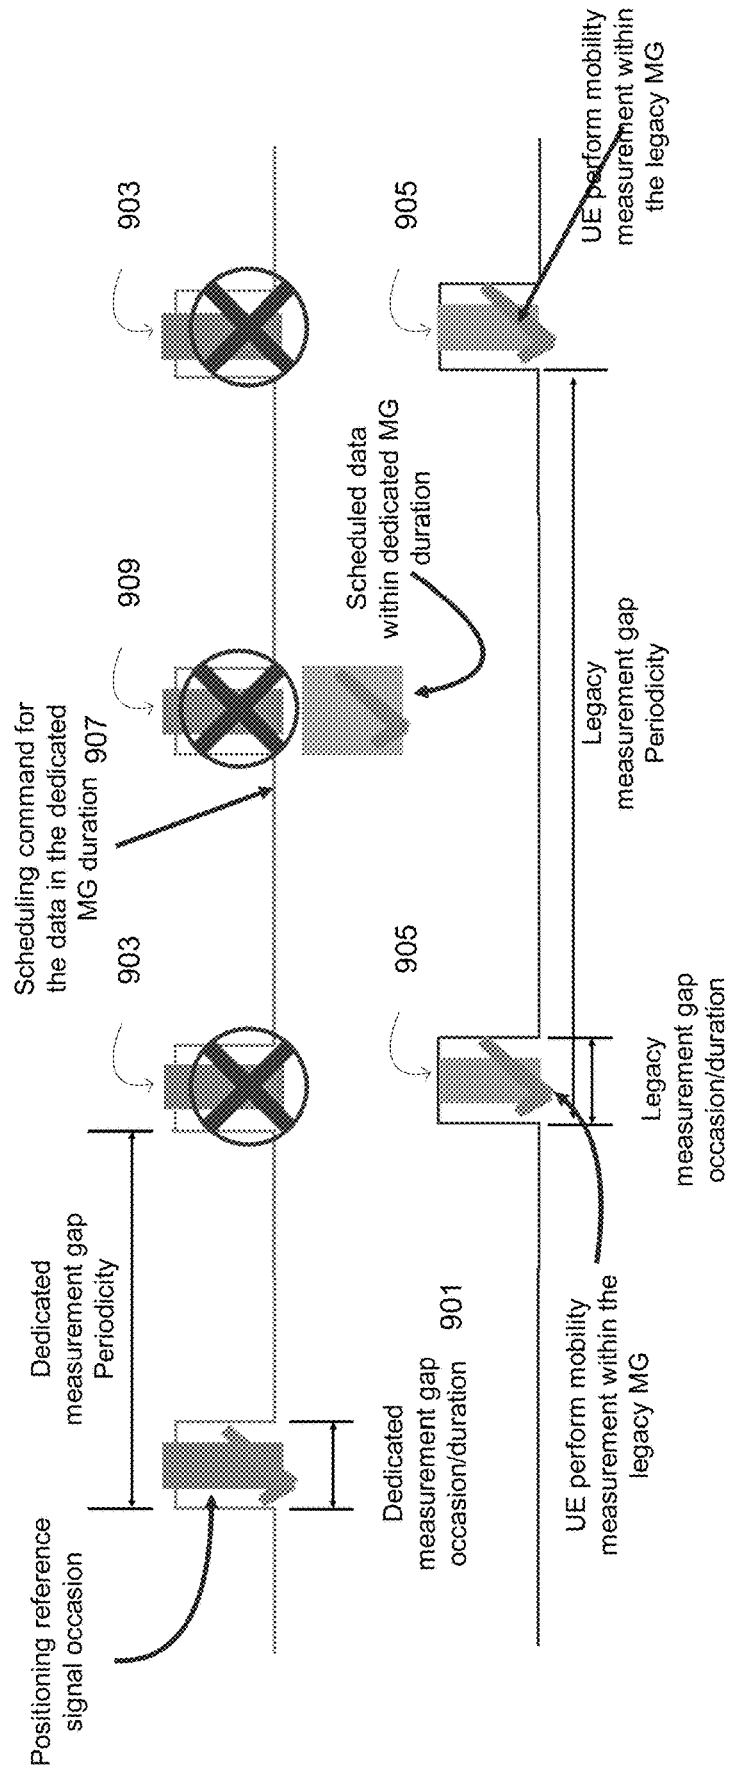 Positioning reference
signal occasion
Dedicated
measurement gap
Periodicity
903
Scheduling command for
the data in the dedicated
MG duration 907
909
903
Dedicated
measurement gap
occasion/duration
901
905
Scheduled data
within dedicated MG
duration
905
UE perform mobility
measurement within the
legacy MG
Legacy
measurement gap
occasion/duration
Legacy
measurement gap
Periodicity
UE perform mobility
measurement within
the legacy MG